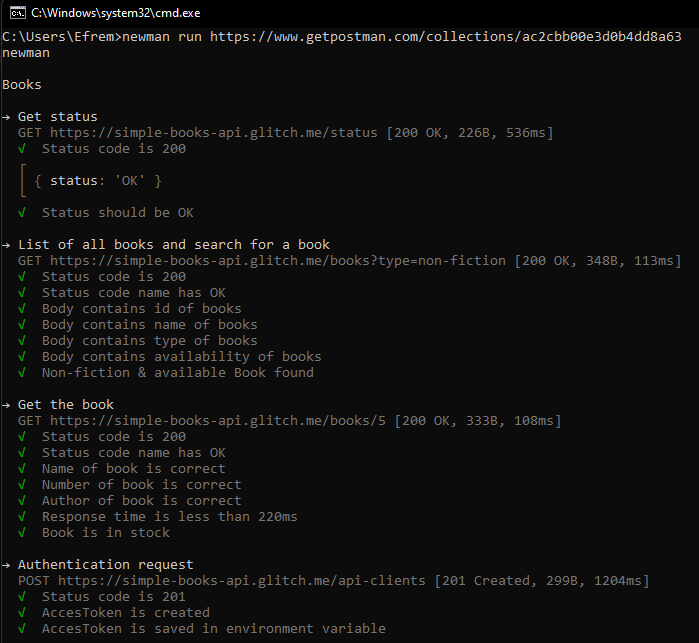 C:\Windows\system32\cmd.exe
C:\Users\Efrem>newman run https://www.getpostman.com/collections/ac2cbb00e3d0b4dd8a63
newman
Books
→ Get status
GET https://simple-books-api.glitch.me/status [200 OK, 226B, 536ms]
√ Status code is 200
{ status: 'OK' }
√ Status should be OK
→ List of all books and search for a book
GET https://simple-books-api.glitch.me/books?type=non-fiction [200 OK, 348B, 113ms]
√ Status code is 200
√ Status code name has OK
√ Body contains id of books
√ Body contains name of books
√ Body contains type of books
√ Body contains availability of books
√ Non-fiction & available Book found
→ Get the book
GET https://simple-books-api.glitch.me/books/5 [200 OK, 333B, 108ms]
√ Status code is 200
√ Status code name has OK
√ Name of book is correct
√ Number of book is correct
√ Author of book is correct
√ Response time is less than 220ms
√ Book is in stock
→ Authentication request
POST https://simple-books-api.glitch.me/api-clients [201 Created, 299B, 1204ms]
√ Status code is 201
√ AccesToken is created
√ AccesToken is saved in environment variable